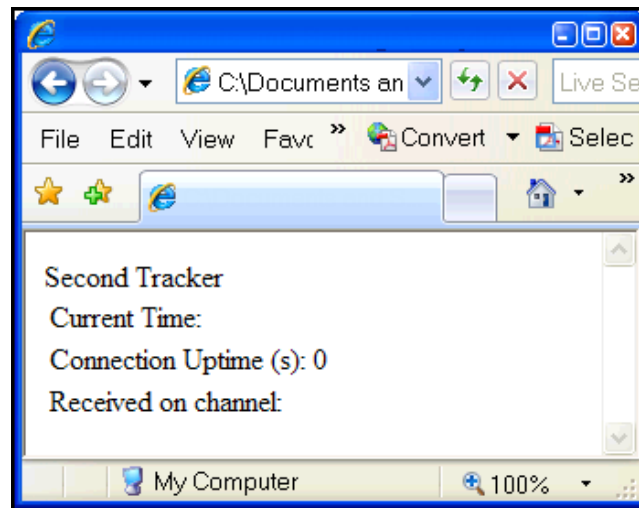 C:\Documents an
Live Se
File Edit View Favc » Convert Selec
»
Second Tracker
Current Time:
Connection Uptime (s): 0
Received on channel:
My Computer 100%